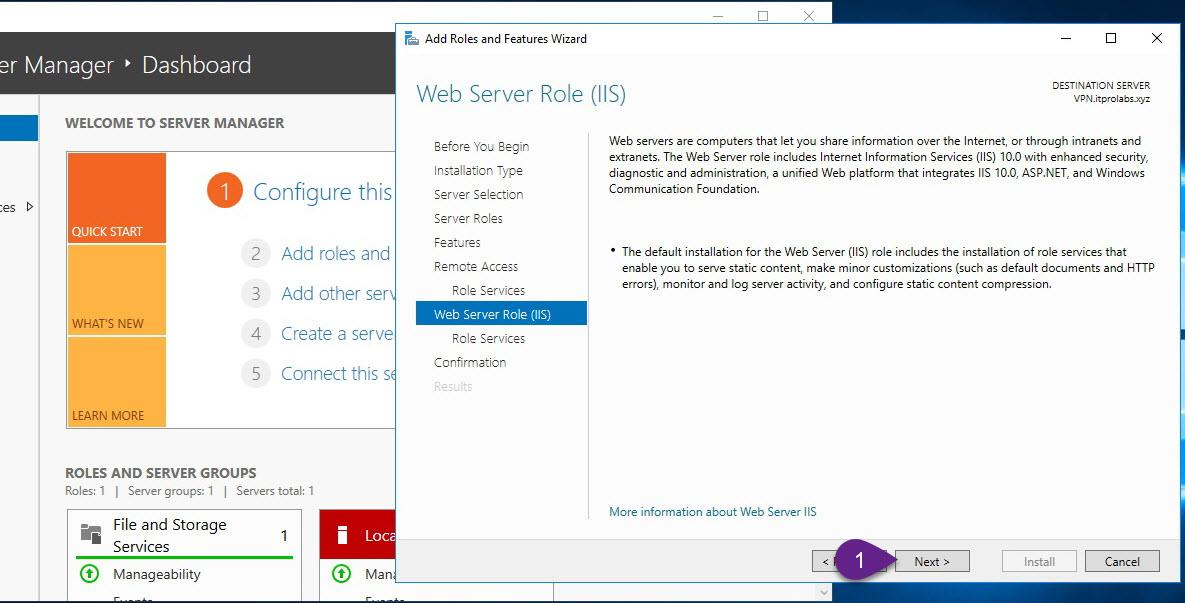 er Manager ‣ Dashboard
WELCOME TO SERVER MANAGER
ces
QUICK START
WHAT'S NEW
LEARN MORE
1 Configure this
2 Add roles and
3 Add other serv
4 Create a serve
5 Connect this se
ROLES AND SERVER GROUPS
Roles: 1 | Server groups: 1 | Servers total: 1
File and Storage
Services
1
Manageability
Events
Loca
Man
Events
Add Roles and Features Wizard
Web Server Role (IIS)
DESTINATION SERVER
VPN.itprolabs.xyz
Before You Begin
Installation Type
Server Selection
Server Roles
Features
Remote Access
Role Services
Web Server Role (IIS)
Role Services
Confirmation
Results
Web servers are computers that let you share information over the Internet, or through intranets and
extranets. The Web Server role includes Internet Information Services (IIS) 10.0 with enhanced security,
diagnostic and administration, a unified Web platform that integrates IIS 10.0, ASP.NET, and Windows
Communication Foundation.
• The default installation for the Web Server (IIS) role includes the installation of role services that
enable you to serve static content, make minor customizations (such as default documents and HTTP
errors), monitor and log server activity, and configure static content compression.
More information about Web Server IIS
<
1
Next >
Install
Cancel